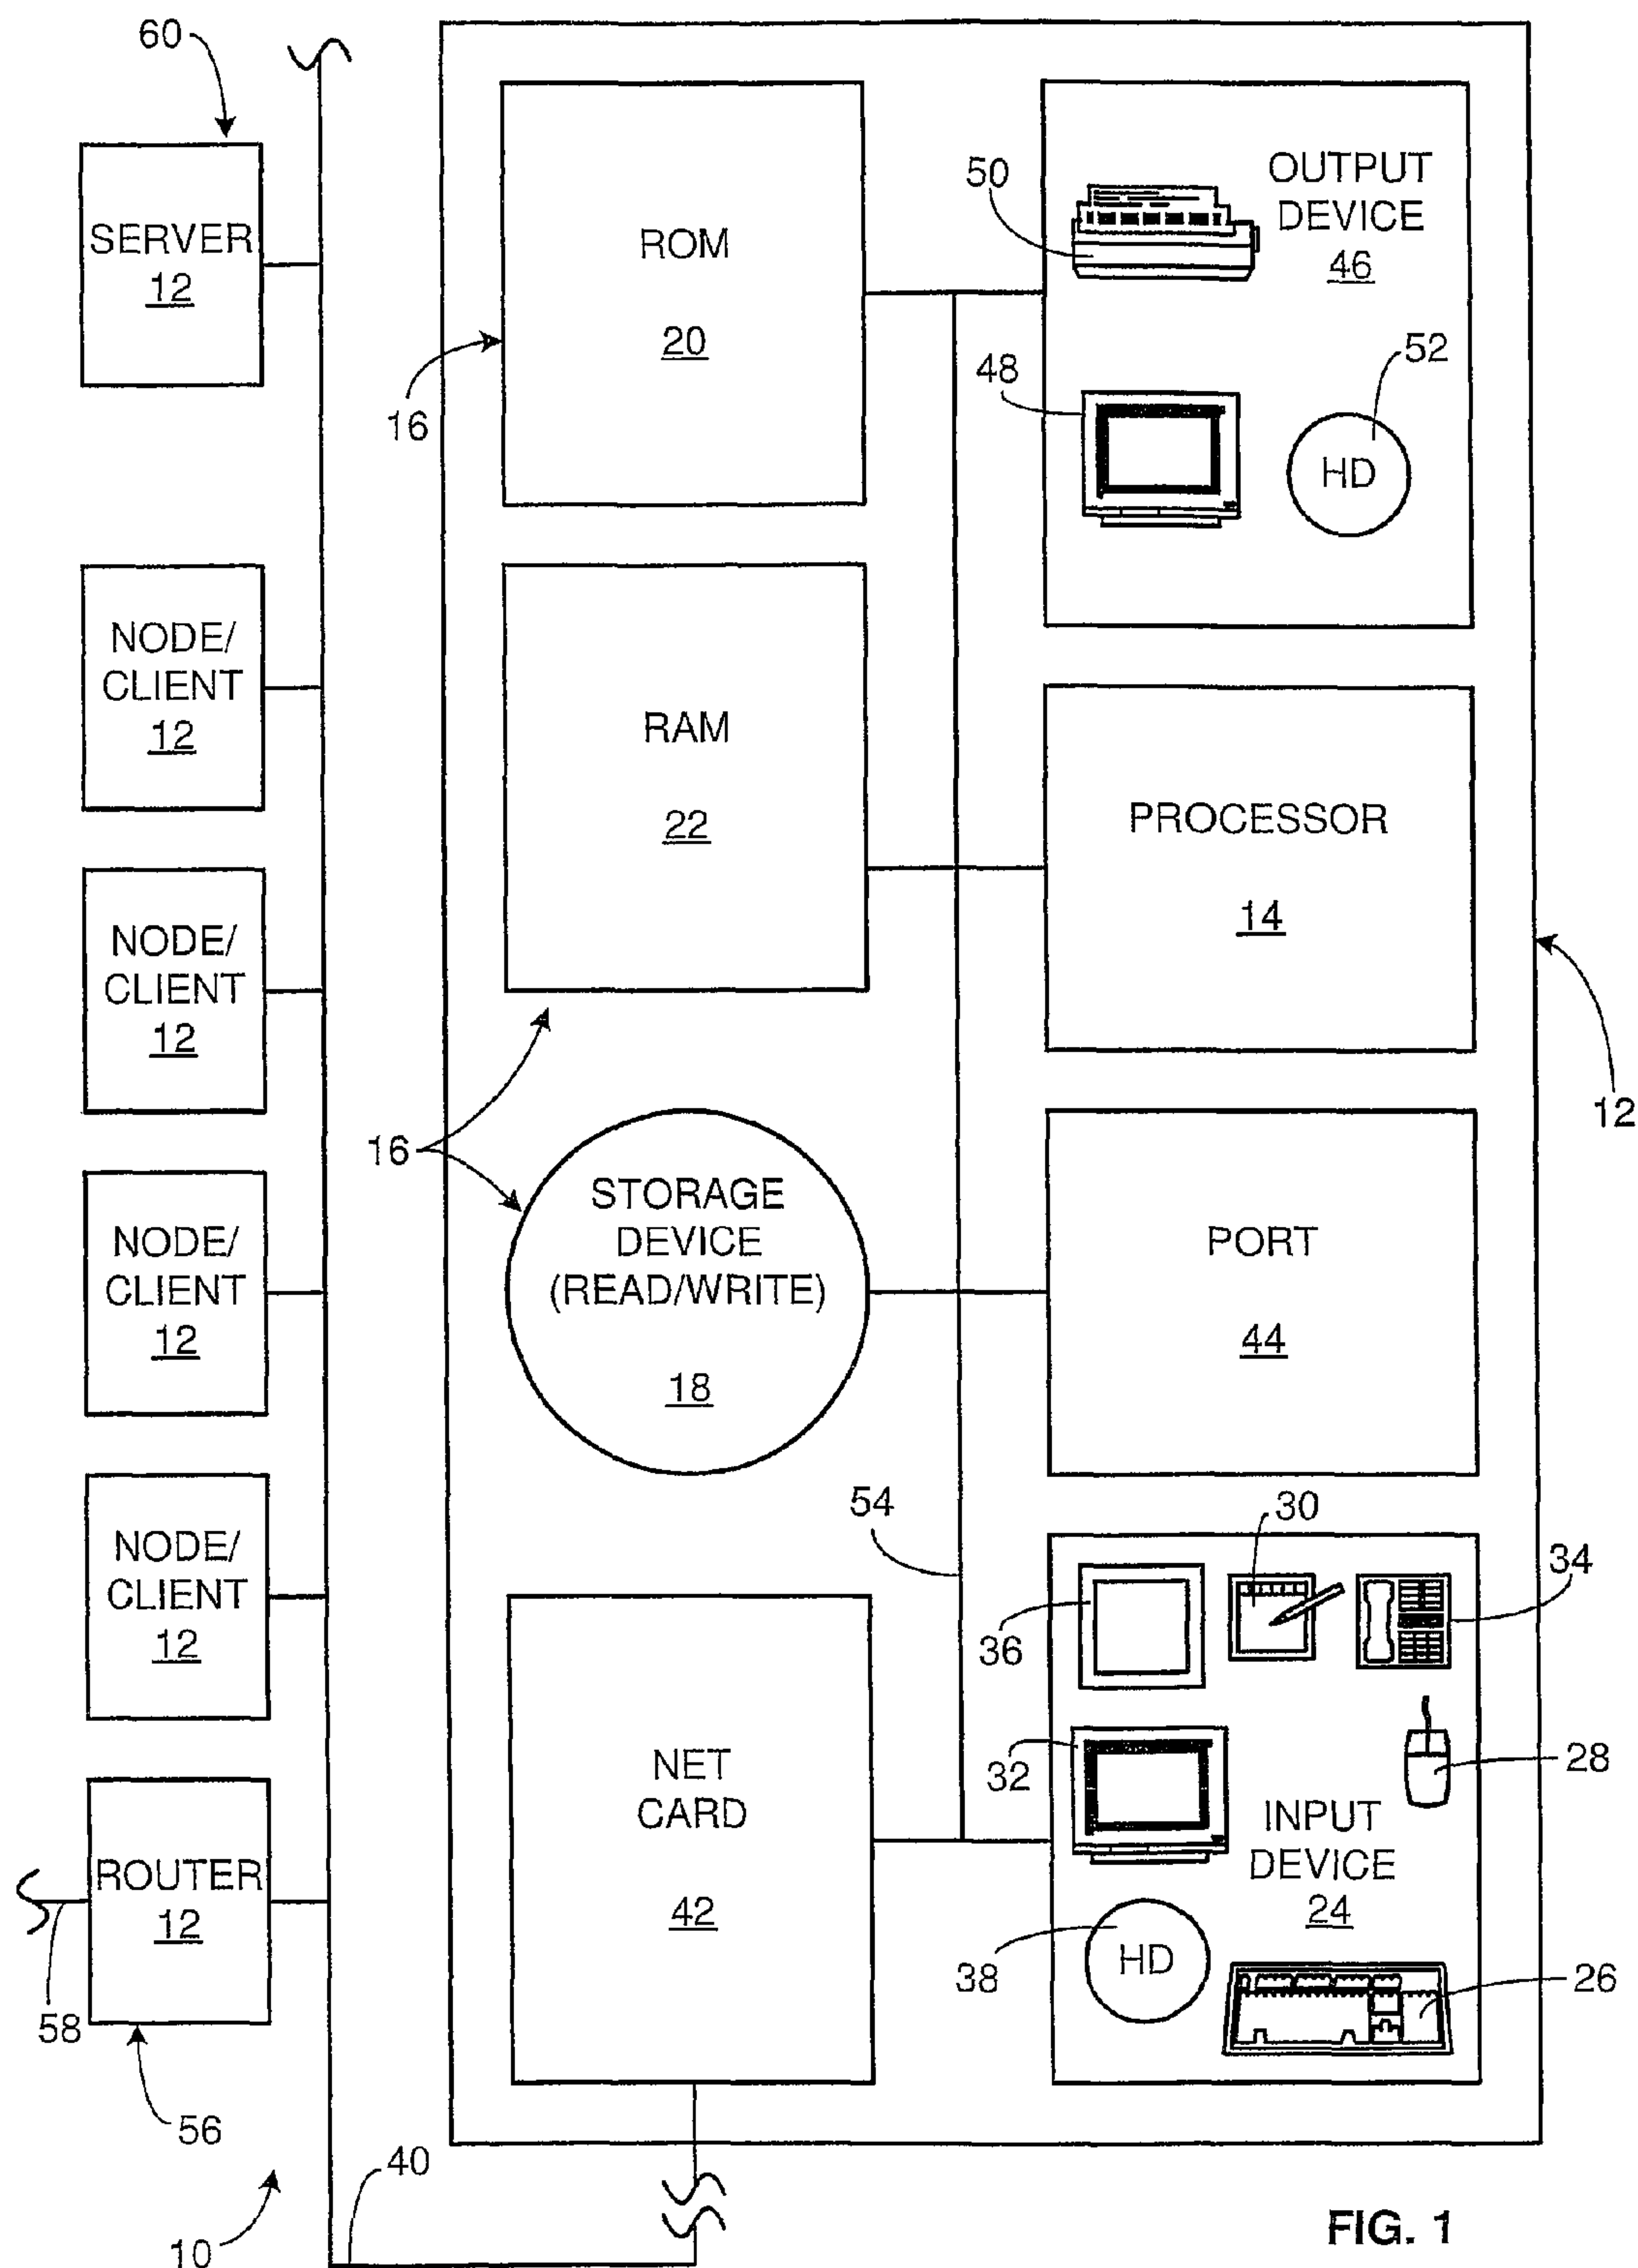 60
SERVER
12
NODE/
CLIENT
12
NODE/
CLIENT
12
NODE/
CLIENT
12
NODE/
CLIENT
12
ROUTER
12
58
56
10
40
ROM
20
16
RAM
22
16
STORAGE
DEVICE
(READ/WRITE)
18
54
NET
CARD
42
OUTPUT
DEVICE
46
50
48
52
HD
PROCESSOR
14
12
PORT
44
30
34
36
32
28
INPUT
DEVICE
24
38
HD
26
FIG. 1